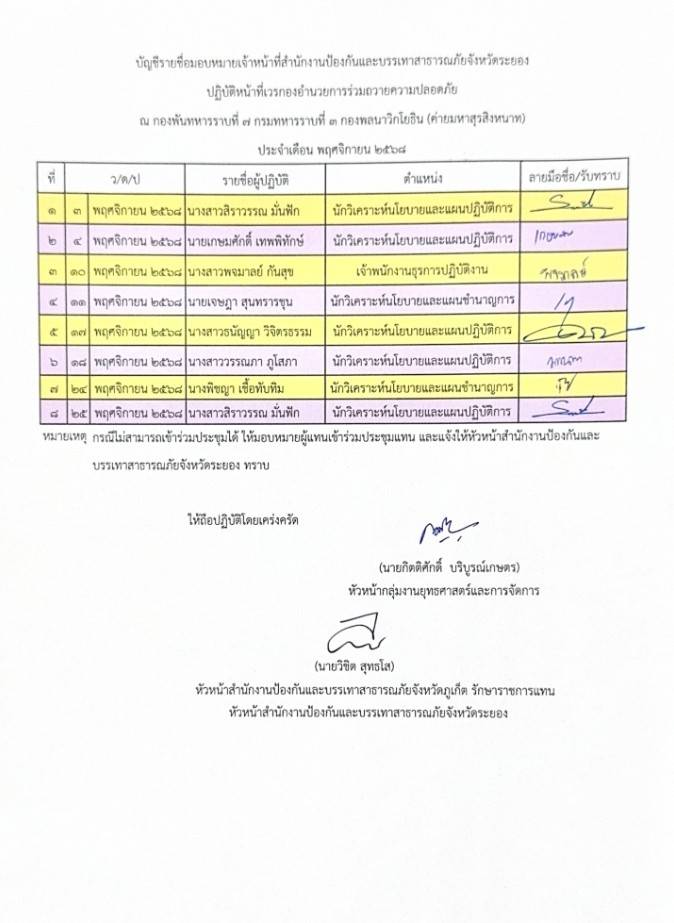 บัญชีรายชื่อมอบหมายเจ้าหน้าที่สำนักงานป้องกันและบรรเทาสาธารณภัยจังหวัดระยอง
ปฏิบัติหน้าที่เวรกองอำนวยการร่วมถวายความปลอดภัย
ณ กองพันทหารราบที่ ๗ กรมทหารราบที่ ๓ กองพลนาวิกโยธิน (ค่ายมหาสุรสิงหนาท)
ประจำเดือน พฤศจิกายน ๒๕๖๘
ที่ ว/ด/ป รายชื่อผู้ปฏิบัติ ตำแหน่ง ลายมือชื่อ/รับทราบ
๑ ๓ พฤศจิกายน ๒๕๖๘ นางสาวสิราวรรณ มั่นฟัก นักวิเคราะห์นโยบายและแผนปฏิบัติการ
๒ ๔ พฤศจิกายน ๒๕๖๘ นายเกษมศักดิ์ เทพพิทักษ์ นักวิเคราะห์นโยบายและแผนปฏิบัติการ
๓ ๑๐ พฤศจิกายน ๒๕๖๘ นางสาวพจมาลย์ กันสุข เจ้าพนักงานธุรการปฏิบัติงาน
๔ ๑๑ พฤศจิกายน ๒๕๖๘ นายเจษฎา สุนทราขุน นักวิเคราะห์นโยบายและแผนชำนาญการ
๕ ๑๗ พฤศจิกายน ๒๕๖๘ นางสาวธนัญญา วิจิตรธรรม นักวิเคราะห์นโยบายและแผนปฏิบัติการ
๖ ๑๘ พฤศจิกายน ๒๕๖๘ นางสาววรรณภา ภูโสภา นักวิเคราะห์นโยบายและแผนปฏิบัติการ
๗ ๒๔ พฤศจิกายน ๒๕๖๘ นางพิชญา เชื้อทับทิม นักวิเคราะห์นโยบายและแผนชำนาญการ
๘ ๒๕ พฤศจิกายน ๒๕๖๘ นางสาวสิราวรรณ มั่นฟัก นักวิเคราะห์นโยบายและแผนปฏิบัติการ
หมายเหตุ กรณีไม่สามารถเข้าร่วมประชุมได้ ให้มอบหมายผู้แทนเข้าร่วมประชุมแทน และแจ้งให้หัวหน้าสำนักงานป้องกันและ
บรรเทาสาธารณภัยจังหวัดระยอง ทราบ
ให้ถือปฏิบัติโดยเคร่งครัด
(นายกิตติศักดิ์ บริบูรณ์เกษตร)
หัวหน้ากลุ่มงานยุทธศาสตร์และการจัดการ
(นายวิชิต สุทธโส)
หัวหน้าสำนักงานป้องกันและบรรเทาสาธารณภัยจังหวัดภูเก็ต รักษาราชการแทน
หัวหน้าสำนักงานป้องกันและบรรเทาสาธารณภัยจังหวัดระยอง